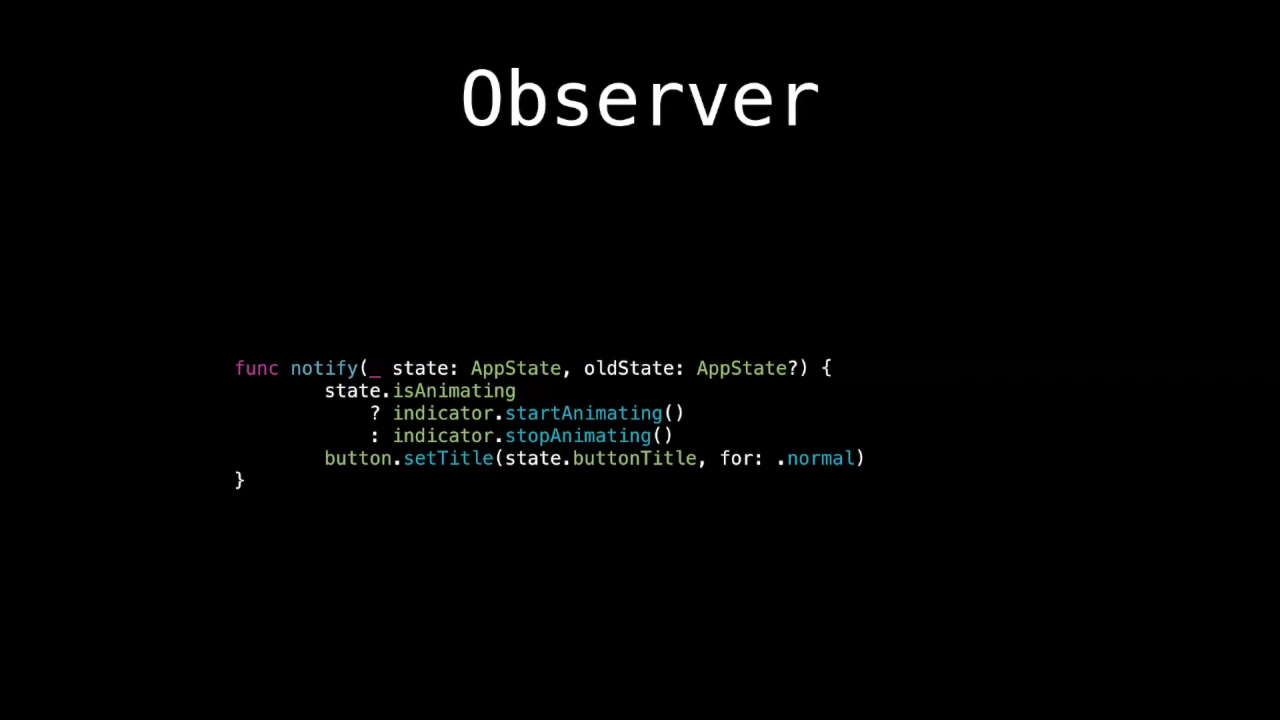 Observer
func notify(_ state: AppState, oldState: AppState?) {
state.isAnimating
? indicator.startAnimating()
: indicator.stopAnimating()
button.setTitle(state.buttonTitle, for: .normal)
}